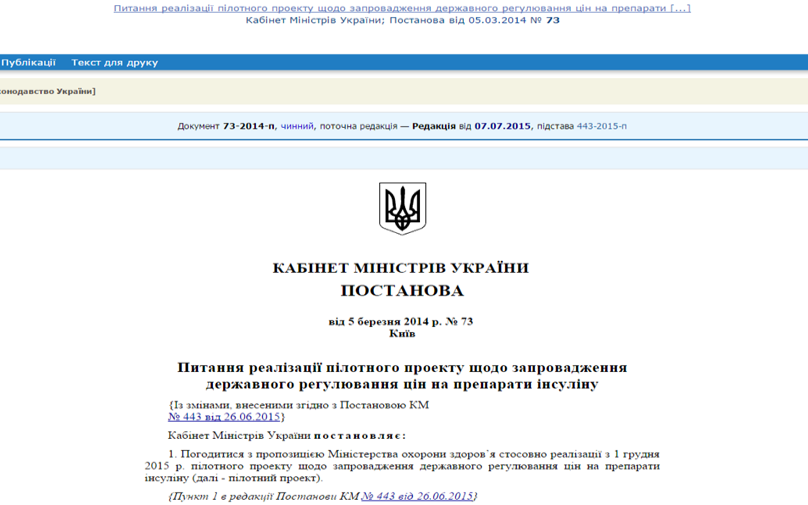 Питання реалізації пілотного проекту щодо запровадження державного регулювання цін на препарати [...]
Кабінет Міністрів України; Постанова від 05.03.2014 № 73
Публікації Текст для друку
конодавство України]
Документ 73-2014-п, чинний, поточна редакція — Редакція від 07.07.2015, підстава 443-2015-п
КАБІНЕТ МІНІСТРІВ УКРАЇНИ
ПОСТАНОВА
від 5 березня 2014 р. № 73
Київ
Питання реалізації пілотного проекту щодо запровадження
державного регулювання цін на препарати інсуліну
{Із змінами, внесеними згідно з Постановою КМ
№ 443 від 26.06.2015}
Кабінет Міністрів України постановляє:
1. Погодитися з пропозицією Міністерства охорони здоров`я стосовно реалізації з 1 грудня
2015 р. пілотного проекту щодо запровадження державного регулювання цін на препарати
інсуліну (далі - пілотний проект).
{Пункт 1 в редакції Постанови КМ № 443 від 26.06.2015}